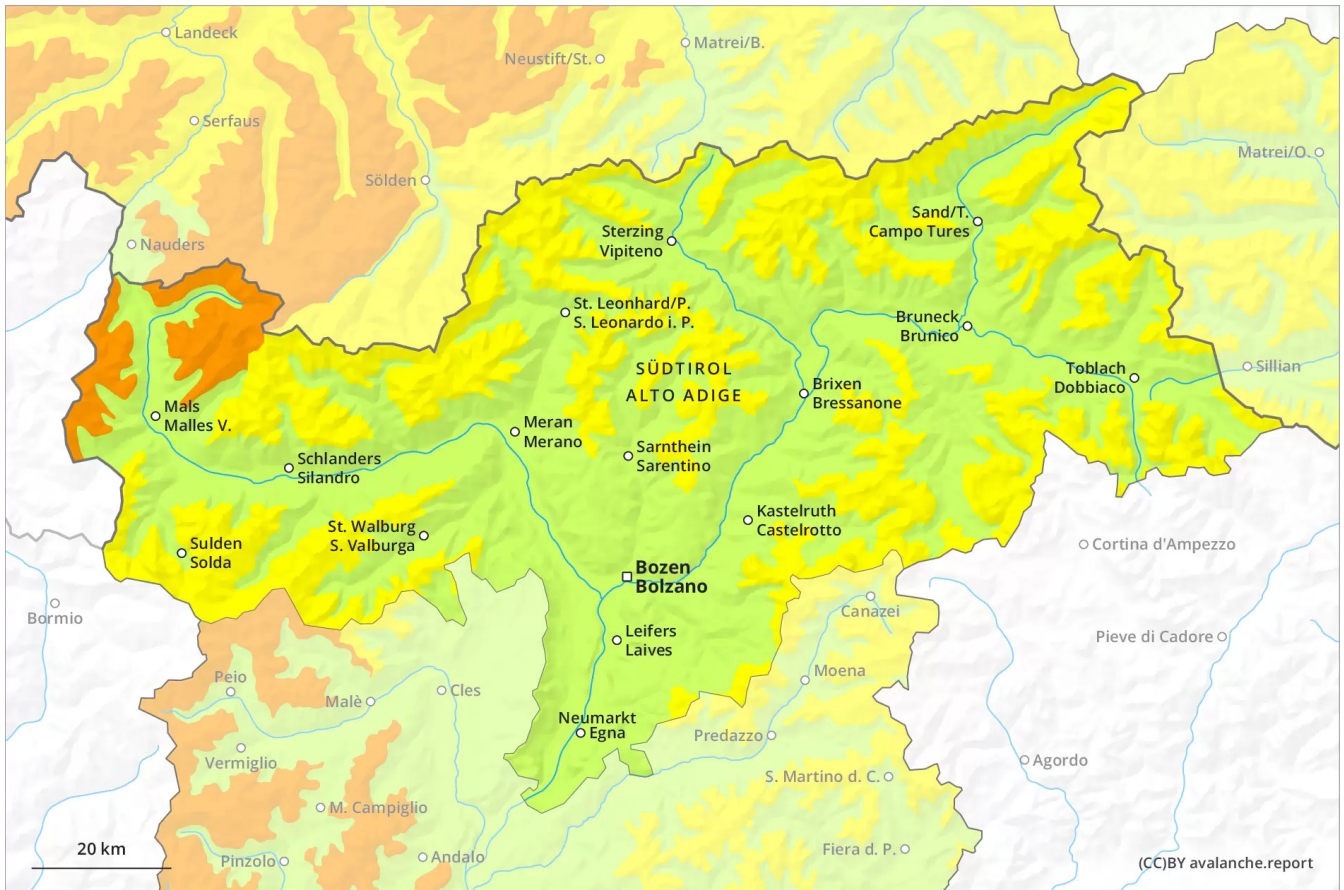 Landeck
Matrei/B.
Neustift/St.
Serfaus
Matrei/O.
Sölden
Sand/T.
Campo Tures
Sterzing
Vipiteno
Nauders
St. Leonhard/P.
S. Leonardo i. P.
Bruneck
Brunico
SÜDTIROL
ALTO ADIGE
Toblach
Dobbiaco
Sillian
Brixen
Bressanone
Mals
Malles V.
Meran
Merano
Sarnthein
Sarentino
Schlanders
Silandro
Kastelruth
Castelrotto
St. Walburg
S. Valburga
Sulden
Solda
Cortina d'Ampezzo
Bozen
Bolzano
Bormio
Canazei
Leifers
Laives
Pieve di Cadore
Moena
Peio
Malè
Cles
Neumarkt
Egna
Predazzo
Vermiglio
Agordo
S. Martino d. C.
M. Campiglio
20 km
Pinzolo
Andalo
Fiera d. P.
(CC)BY avalanche.report